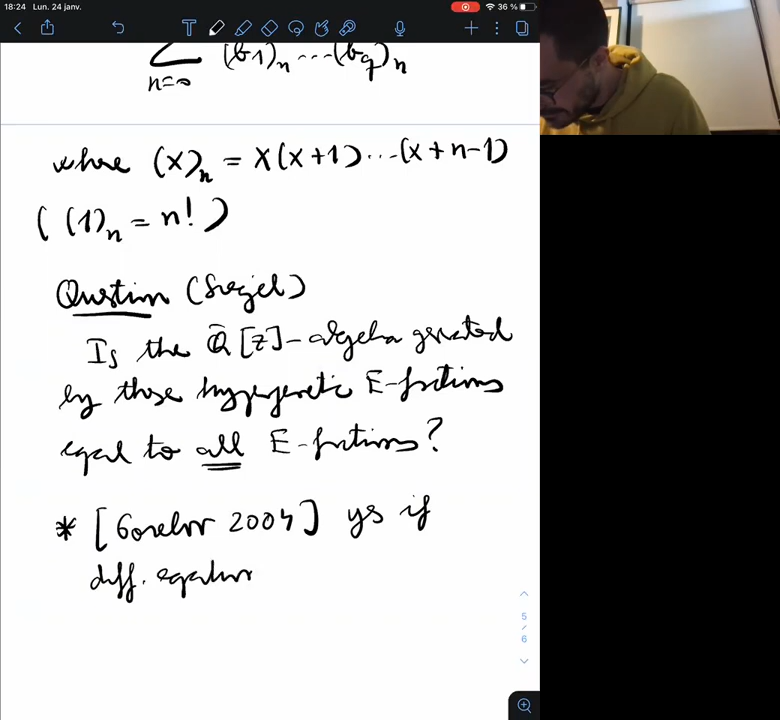 18:24 Lun. 24 janv.
36 %
T
∑ (b1)ₙ ... (bq)ₙ
n=0
where (x)ₙ = x(x+1)...(x+n-1)
( (1)ₙ = n! )
Question (Siegel)
Is the Q̄[z]-algebra generated
by those hypergeometric E-functions
equal to all E-functions?
* [Gorelov 2004] yes if
diff. equation
5
/
6